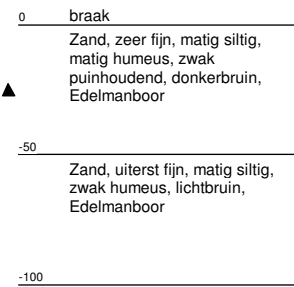 0 braak
Zand, zeer fijn, matig siltig,
matig humeus, zwak
puinhoudend, donkerbruin,
Edelmanboor
-50
Zand, uiterst fijn, matig siltig,
zwak humeus, lichtbruin,
Edelmanboor
-100